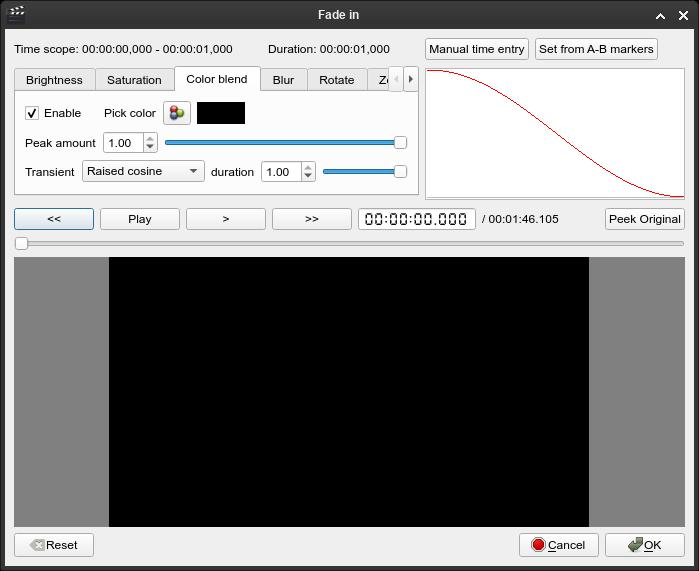 Fade in
Time scope: 00:00:00,000 - 00:00:01,000 Duration: 00:00:01,000 Manual time entry Set from A-B markers
Brightness Saturation Color blend Blur Rotate
Enable Pick color
Peak amount 1.00
Transient Raised cosine duration 1.00
<< Play > >> 00:00:00.000 / 00:01:46.105 Peek Original
Reset Cancel OK